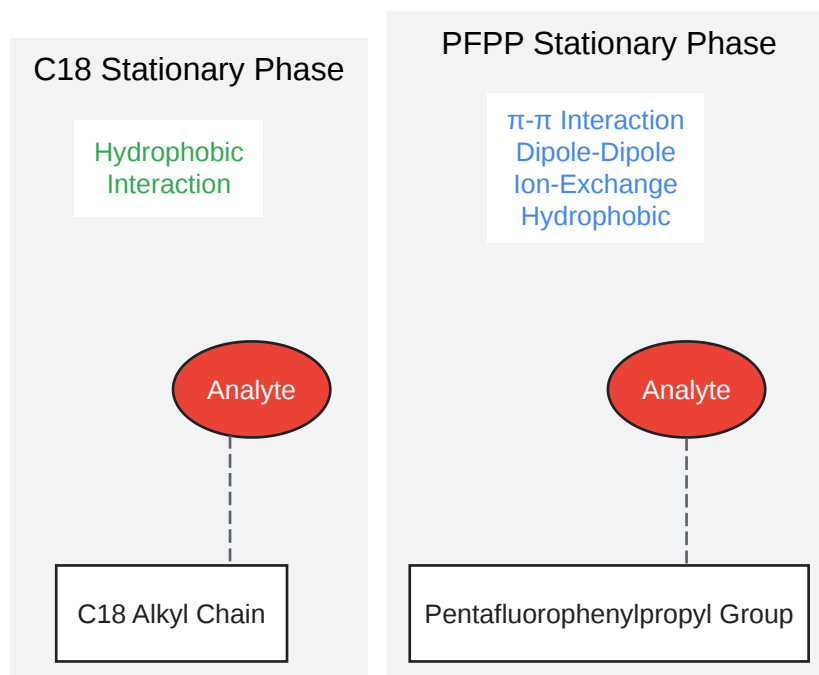 C18 Stationary Phase
Hydrophobic
Interaction
Analyte
C18 Alkyl Chain
PFPP Stationary Phase
π-π Interaction
Dipole-Dipole
Ion-Exchange
Hydrophobic
Analyte
Pentafluorophenylpropyl Group